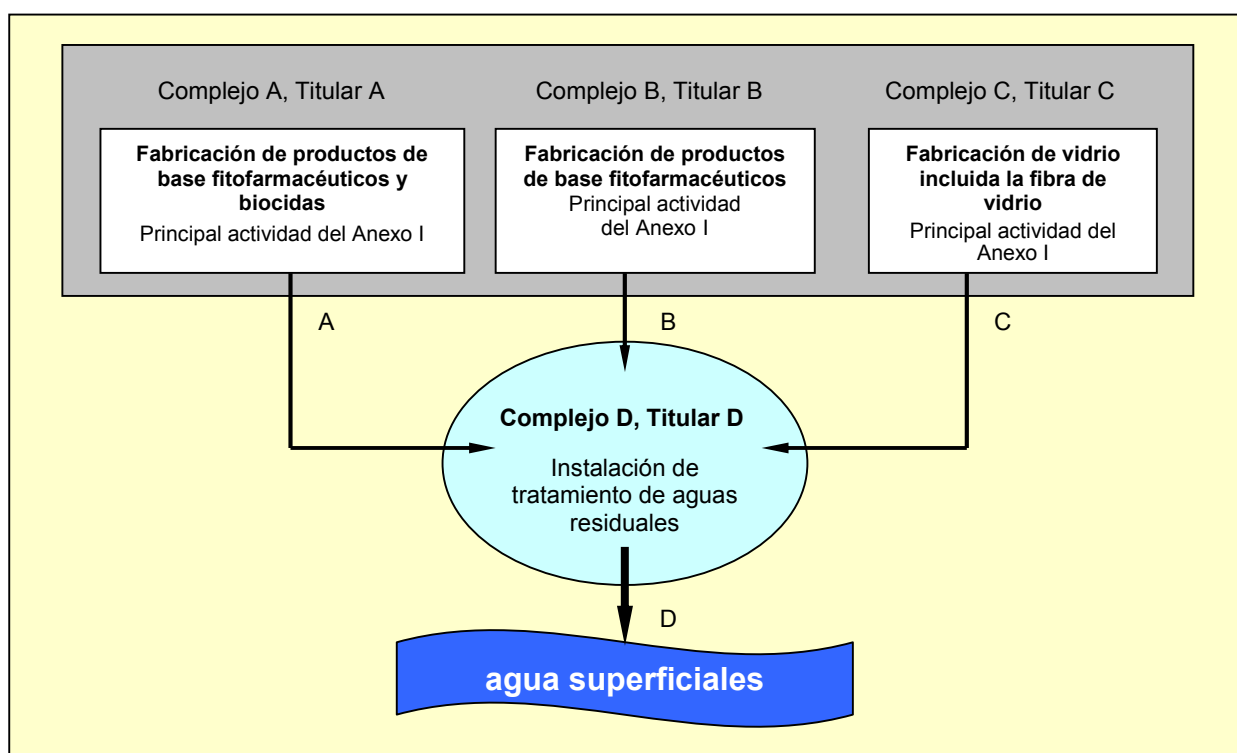 Complejo A, Titular A
Complejo B, Titular B
Complejo C, Titular C
Fabricación de productos de
base fitofarmacéuticos y
biocidas
Principal actividad del Anexo I
Fabricación de productos
de base fitofarmacéuticos
Principal actividad
del Anexo I
Fabricación de vidrio
incluida la fibra de
vidrio
Principal actividad del
Anexo I
A
B
C
Complejo D, Titular D
Instalación de
tratamiento de aguas
residuales
D
agua superficiales